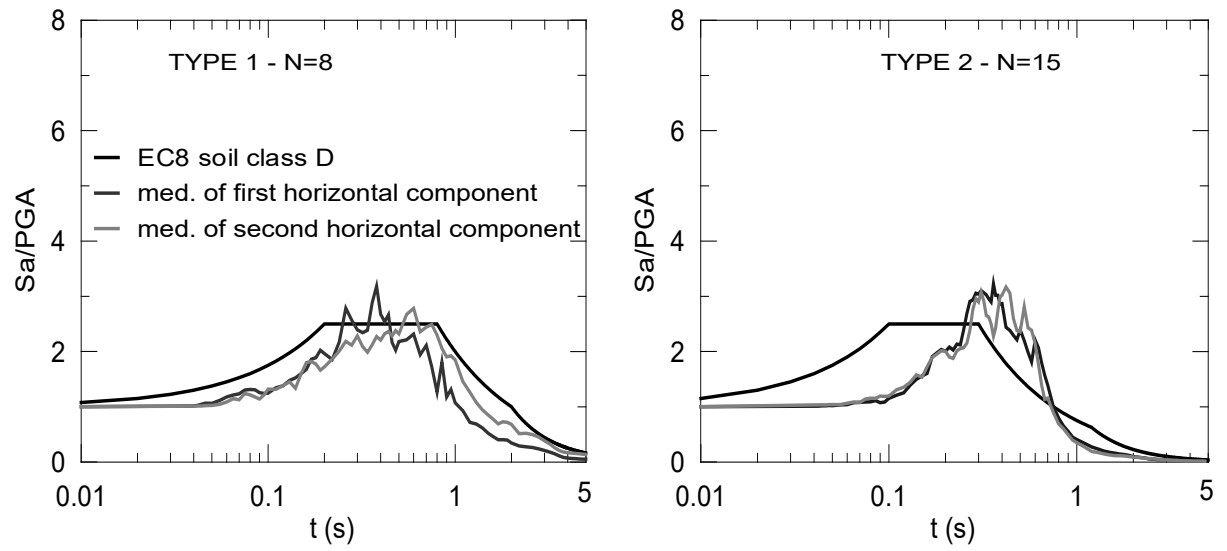 8
TYPE 1 - N=8
6
EC8 soil class D
med. of first horizontal component
4
med. of second horizontal component
Sa/PGA
2
0
0.01
0.1
1
5
t (s)
8
TYPE 2 - N=15
6
4
Sa/PGA
2
0
0.01
0.1
1
5
t (s)